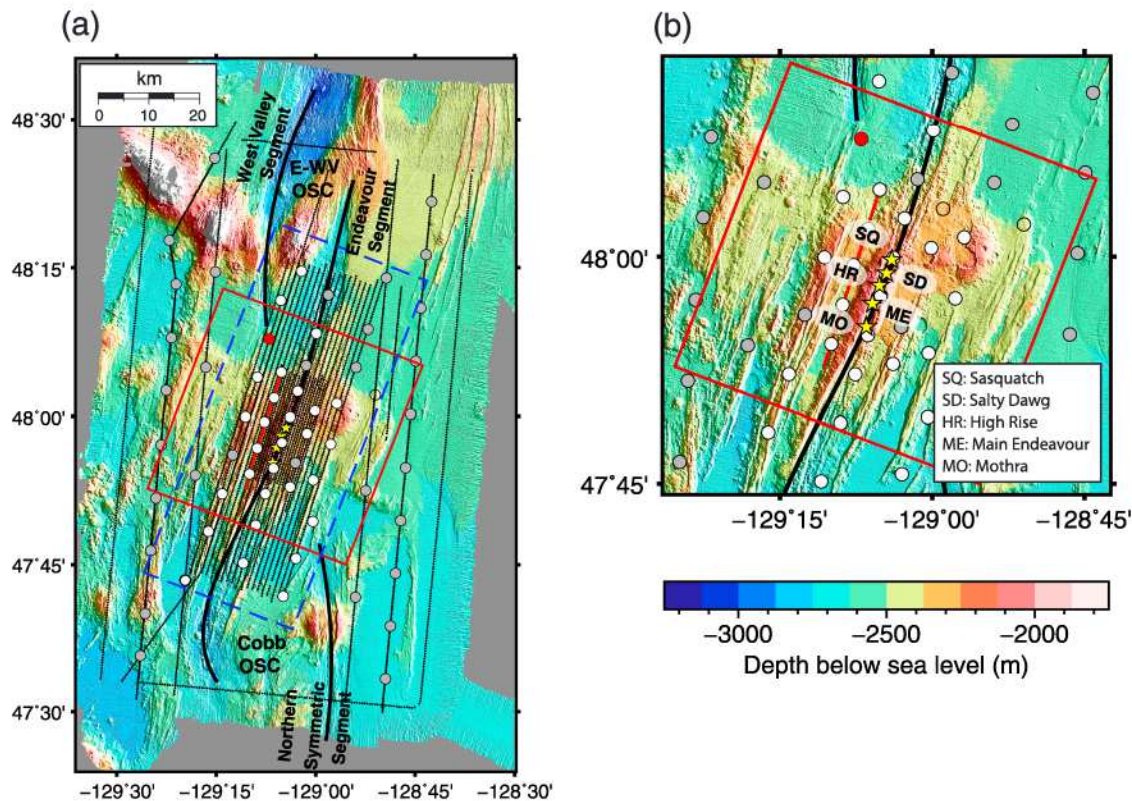 (a)
km
0 10 20
48˚30'
48˚15'
48˚00'
47˚45'
47˚30'
−129˚30' −129˚15' −129˚00' −128˚45' −128˚30'
West Valley
Segment
E-WV
OSC
Endeavour
Segment
Cobb
OSC
Northern
Symmetric
Segment
(b)
48˚00'
47˚45'
−129˚15' −129˚00' −128˚45'
SQ
HR
SD
MO
ME
SQ: Sasquatch
SD: Salty Dawg
HR: High Rise
ME: Main Endeavour
MO: Mothra
−3000 −2500 −2000
Depth below sea level (m)